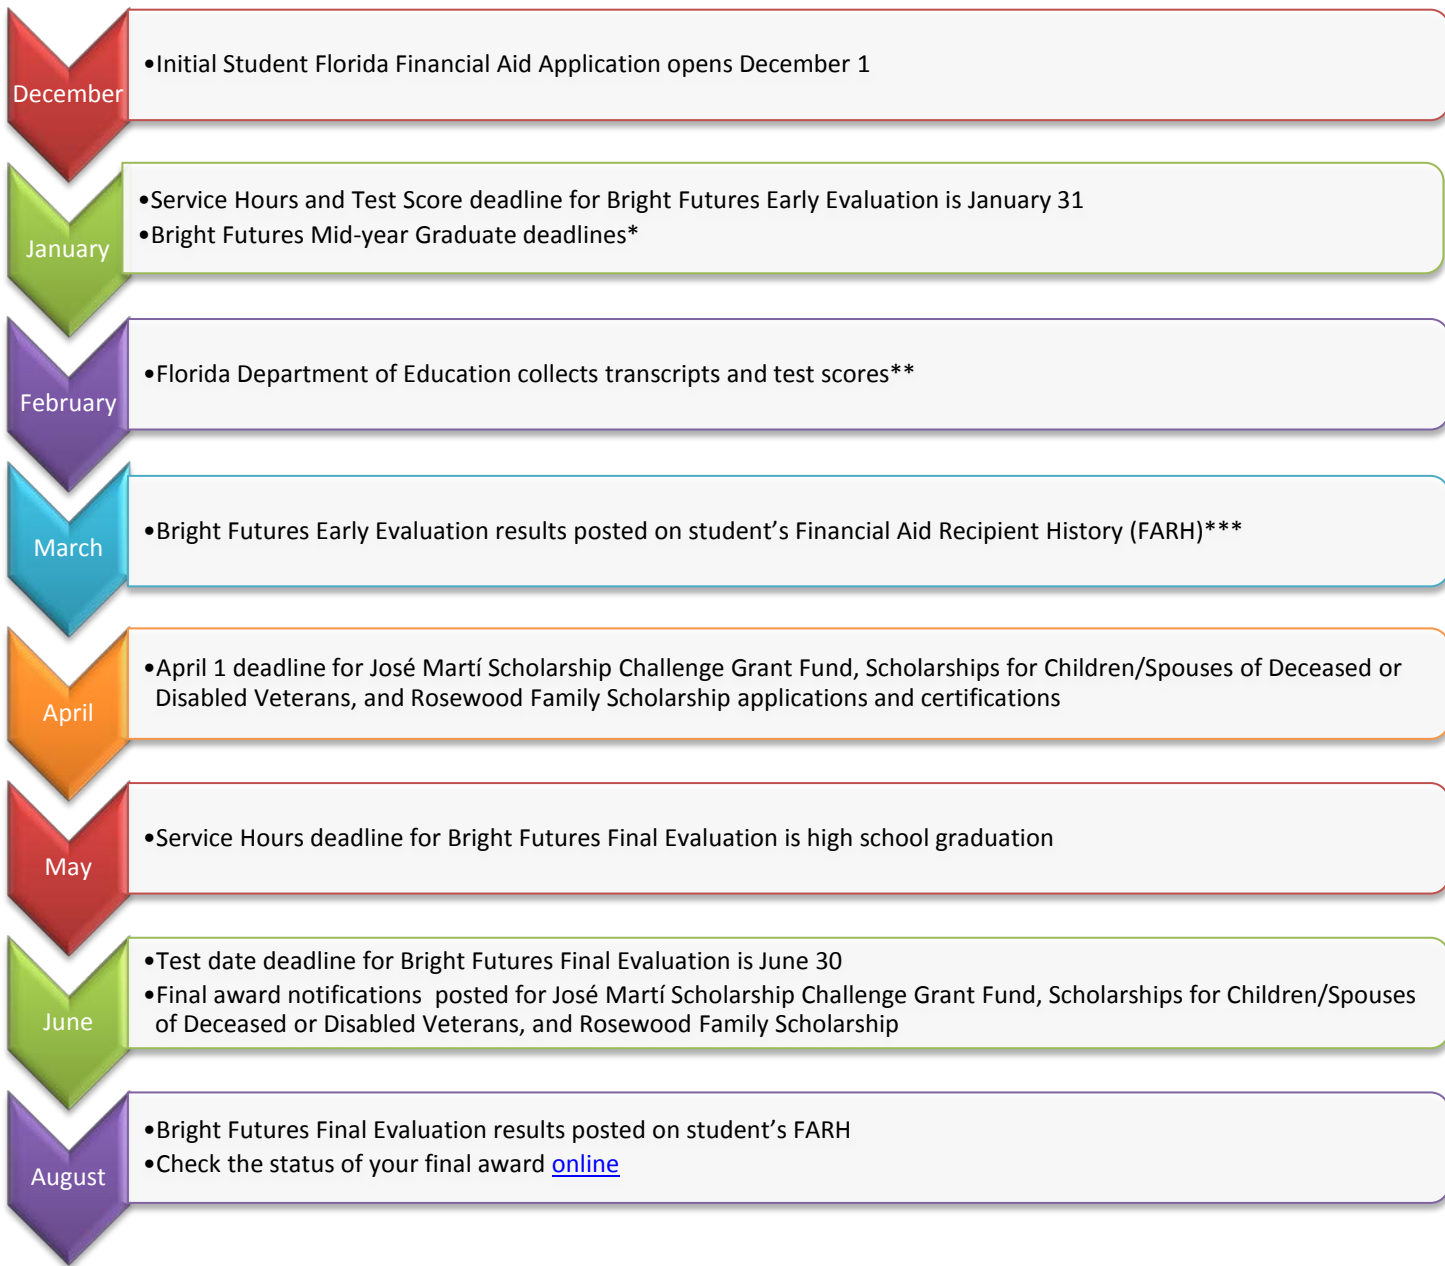 December
•Initial Student Florida Financial Aid Application opens December 1
January
•Service Hours and Test Score deadline for Bright Futures Early Evaluation is January 31
•Bright Futures Mid-year Graduate deadlines*
February
•Florida Department of Education collects transcripts and test scores**
March
•Bright Futures Early Evaluation results posted on student’s Financial Aid Recipient History (FARH)***
April
•April 1 deadline for José Martí Scholarship Challenge Grant Fund, Scholarships for Children/Spouses of Deceased or
Disabled Veterans, and Rosewood Family Scholarship applications and certifications
May
•Service Hours deadline for Bright Futures Final Evaluation is high school graduation
June
•Test date deadline for Bright Futures Final Evaluation is June 30
•Final award notifications  posted for José Martí Scholarship Challenge Grant Fund, Scholarships for Children/Spouses
of Deceased or Disabled Veterans, and Rosewood Family Scholarship
August
•Bright Futures Final Evaluation results posted on student’s FARH
•Check the status of your final award online